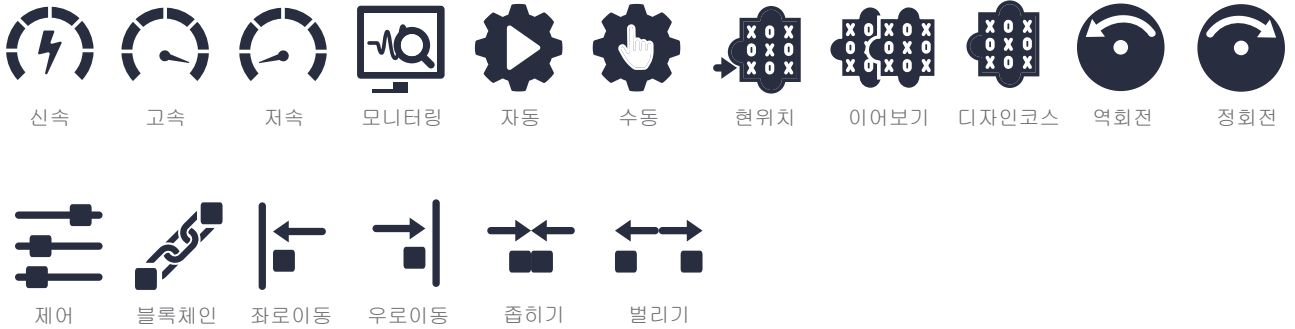 신속 고속 저속 모니터링 자동 수동 현위치 이어보기 디자인코스 역회전 정회전
제어 블록체인 좌로이동 우로이동 좁히기 벌리기